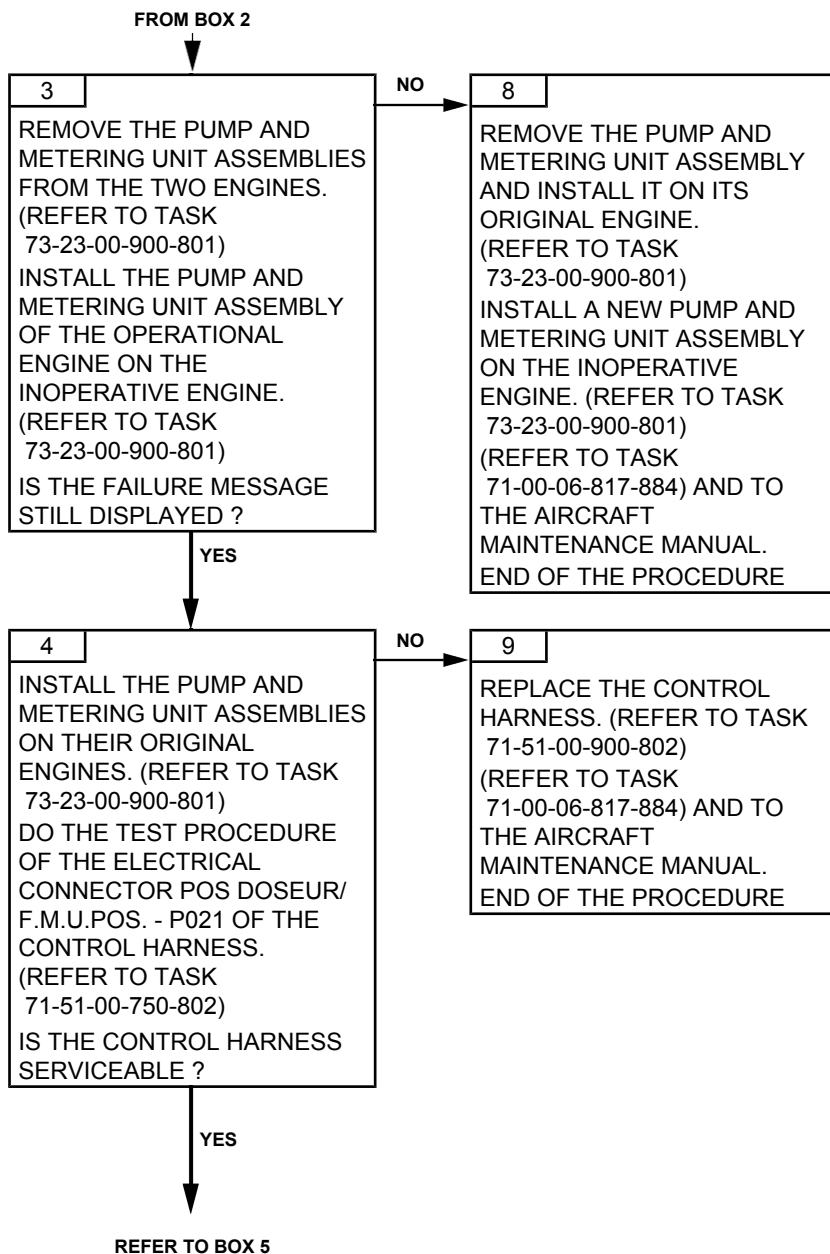 FROM BOX 2
3
REMOVE THE PUMP AND
METERING UNIT ASSEMBLIES
FROM THE TWO ENGINES.
(REFER TO TASK
73-23-00-900-801)
INSTALL THE PUMP AND
METERING UNIT ASSEMBLY
OF THE OPERATIONAL
ENGINE ON THE
INOPERATIVE ENGINE.
(REFER TO TASK
73-23-00-900-801)
IS THE FAILURE MESSAGE
STILL DISPLAYED ?
NO
8
REMOVE THE PUMP AND
METERING UNIT ASSEMBLY
AND INSTALL IT ON ITS
ORIGINAL ENGINE.
(REFER TO TASK
73-23-00-900-801)
INSTALL A NEW PUMP AND
METERING UNIT ASSEMBLY
ON THE INOPERATIVE
ENGINE. (REFER TO TASK
73-23-00-900-801)
(REFER TO TASK
71-00-06-817-884) AND TO
THE AIRCRAFT
MAINTENANCE MANUAL.
END OF THE PROCEDURE
YES
4
INSTALL THE PUMP AND
METERING UNIT ASSEMBLIES
ON THEIR ORIGINAL
ENGINES. (REFER TO TASK
73-23-00-900-801)
DO THE TEST PROCEDURE
OF THE ELECTRICAL
CONNECTOR POS DOSEUR/
F.M.U.POS. - P021 OF THE
CONTROL HARNESS.
(REFER TO TASK
71-51-00-750-802)
IS THE CONTROL HARNESS
SERVICEABLE ?
NO
9
REPLACE THE CONTROL
HARNESS. (REFER TO TASK
71-51-00-900-802)
(REFER TO TASK
71-00-06-817-884) AND TO
THE AIRCRAFT
MAINTENANCE MANUAL.
END OF THE PROCEDURE
YES
REFER TO BOX 5